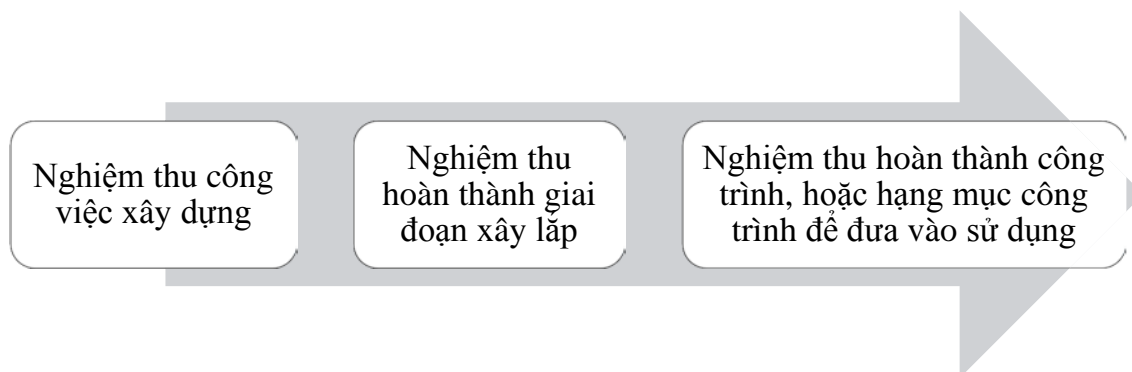 Nghiệm thu công
việc xây dựng
Nghiệm thu
hoàn thành giai
đoạn xây lắp
Nghiệm thu hoàn thành công
trình, hoặc hạng mục công
trình để đưa vào sử dụng